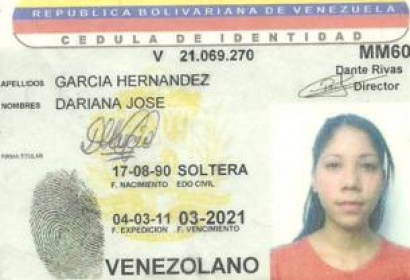 REPUBLICA BOLIVARIANA DE VENEZUELA
CEDULA DE IDENTIDAD
V 21.069.270 MM60
Dante Rivas
Director
APELLIDOS GARCIA HERNANDEZ
NOMBRES DARIANA JOSE
FIRMA TITULAR
17-08-90 SOLTERA
F. NACIMIENTO EDO CIVIL
04-03-11 03-2021
F. EXPEDICION F. VENCIMIENTO
VENEZOLANO